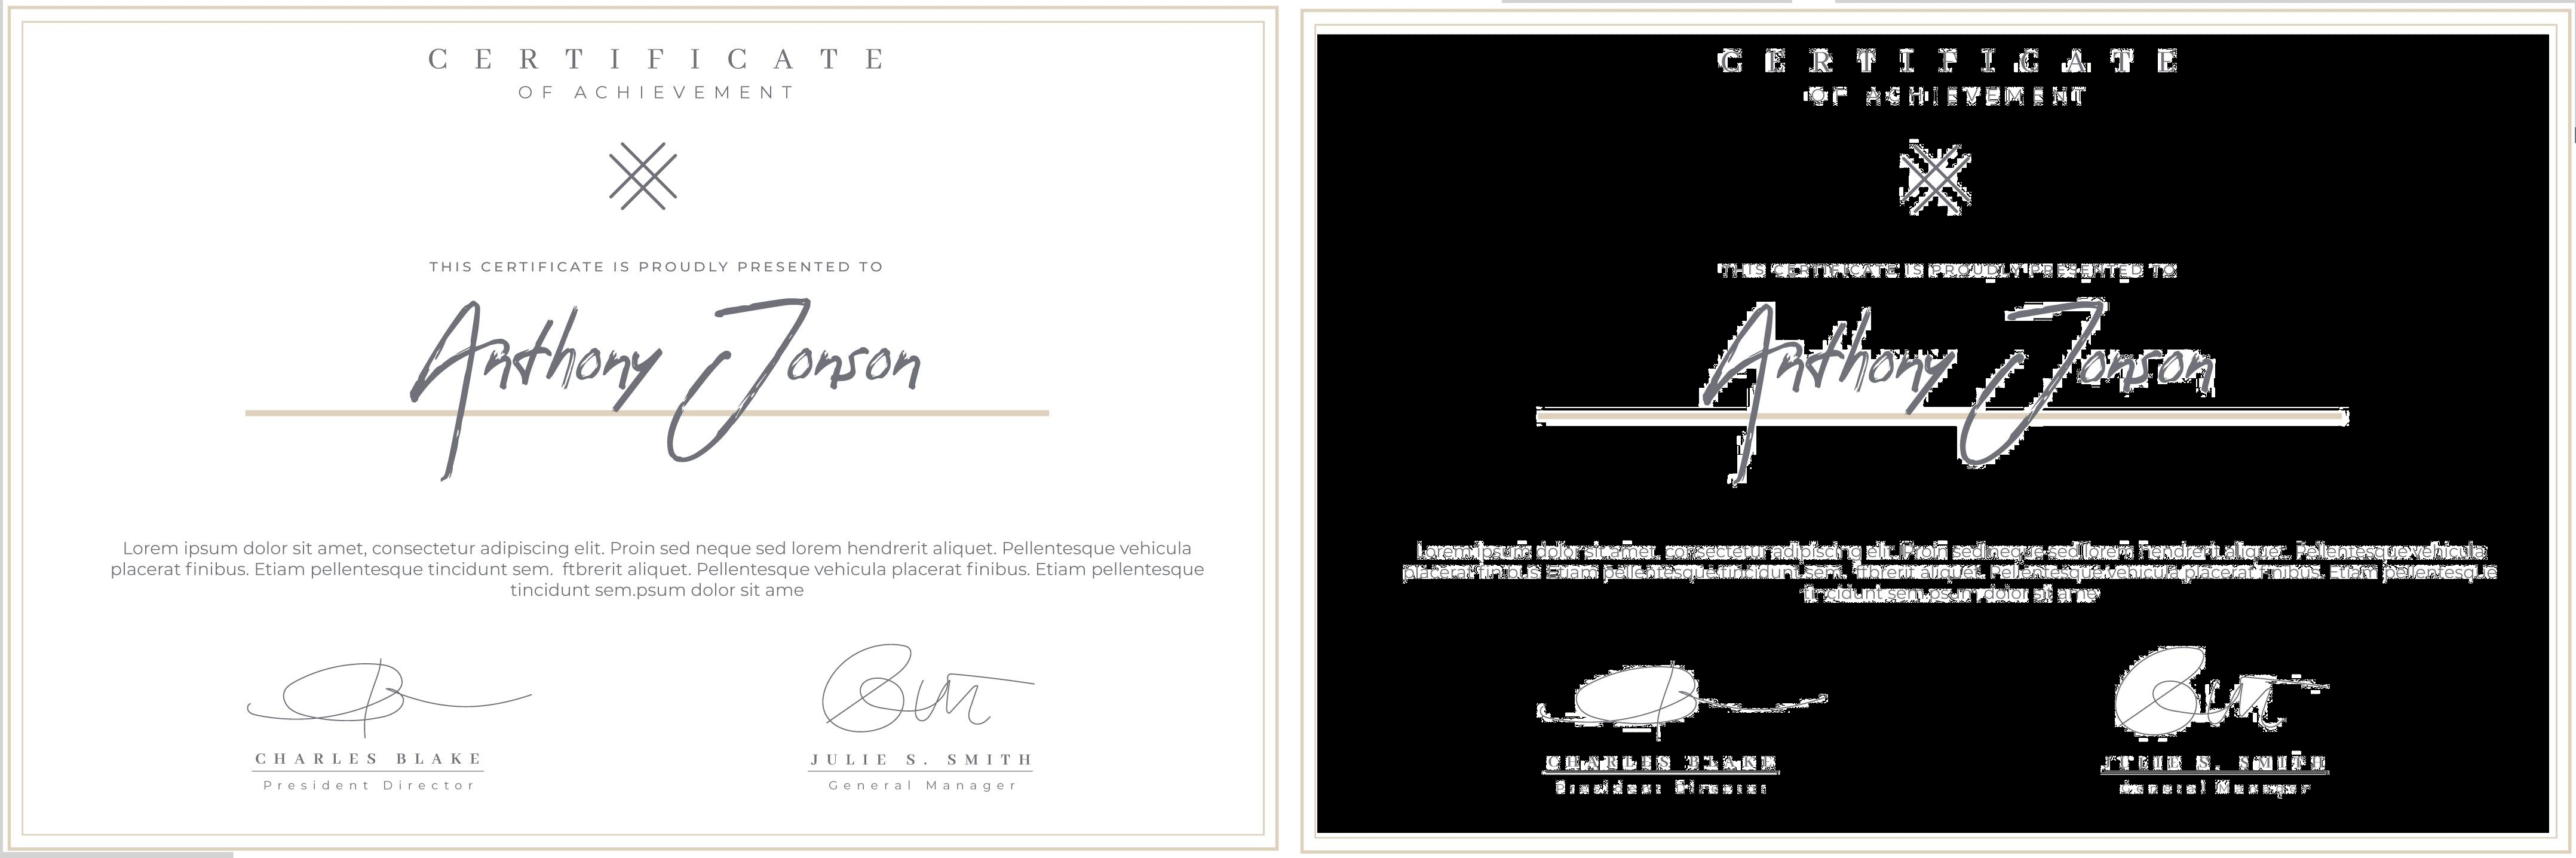 CERTIFICATE
OF ACHIEVEMENT
THIS CERTIFICATE IS PROUDLY PRESENTED TO
Anthony Jonson
Lorem ipsum dolor sit amet, consectetur adipiscing elit. Proin sed neque sed lorem hendrerit aliquet. Pellentesque vehicula
placerat finibus. Etiam pellentesque tincidunt sem. ftbrerit aliquet. Pellentesque vehicula placerat finibus. Etiam pellentesque
tincidunt sem.psum dolor sit ame
CHARLES BLAKE
President Director
JULIE S. SMITH
General Manager
CERTIFICATE
OF ACHIEVEMENT
THIS CERTIFICATE IS PROUDLY PRESENTED TO
Anthony Jonson
Lorem ipsum dolor sit amet, consectetur adipiscing elit. Proin sed neque sed lorem hendrerit aliquet. Pellentesque vehicula
placerat finibus. Etiam pellentesque tincidunt sem. ftbrerit aliquet. Pellentesque vehicula placerat finibus. Etiam pellentesque
tincidunt sem.psum dolor sit ame
CHARLES BLAKE
President Director
JULIE S. SMITH
General Manager